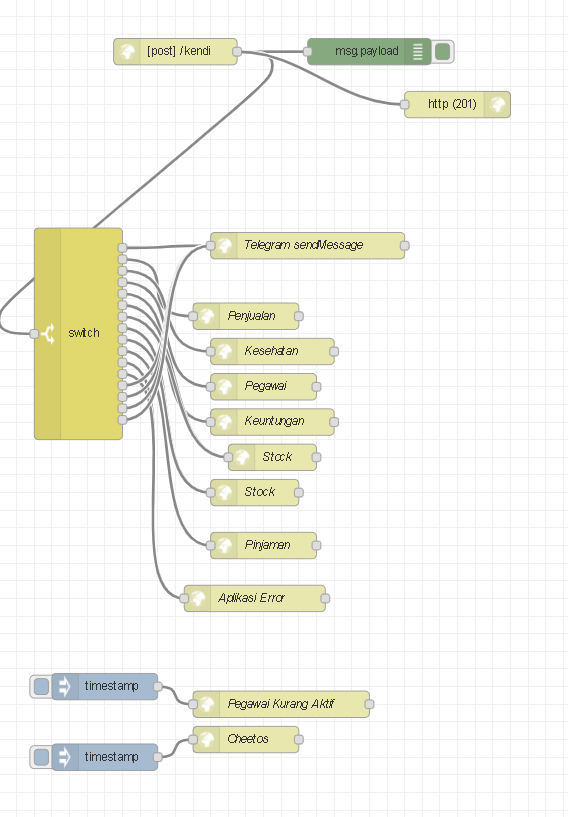 [post] /kendi
msg.payload
http (201)
Telegram sendMessage
Penjualan
switch
Kesehatan
Pegawai
Keuntungan
Stock
Stock
Pinjaman
Aplikasi Error
timestamp
Pegawai Kurang Aktif
Cheetos
timestamp